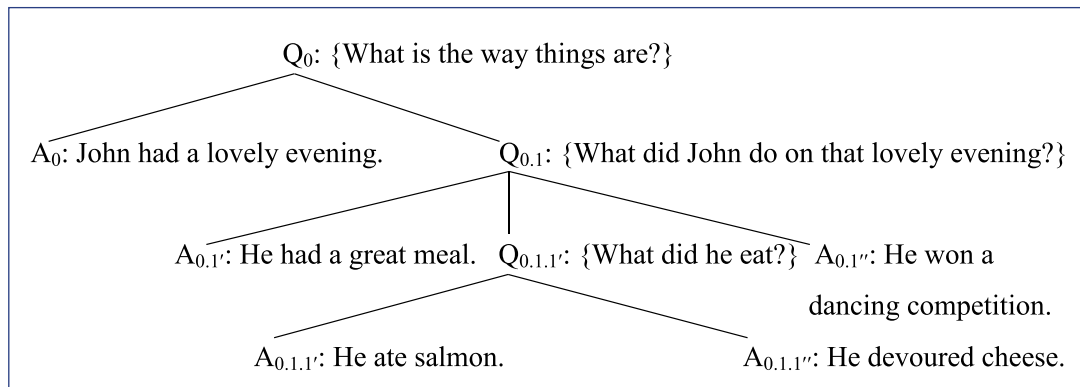 Q₀: {What is the way things are?}
A₀: John had a lovely evening.
Q₀.₁: {What did John do on that lovely evening?}
A₀.₁′: He had a great meal.
Q₀.₁.₁′: {What did he eat?}
A₀.₁″: He won a
dancing competition.
A₀.₁.₁′: He ate salmon.
A₀.₁.₁″: He devoured cheese.